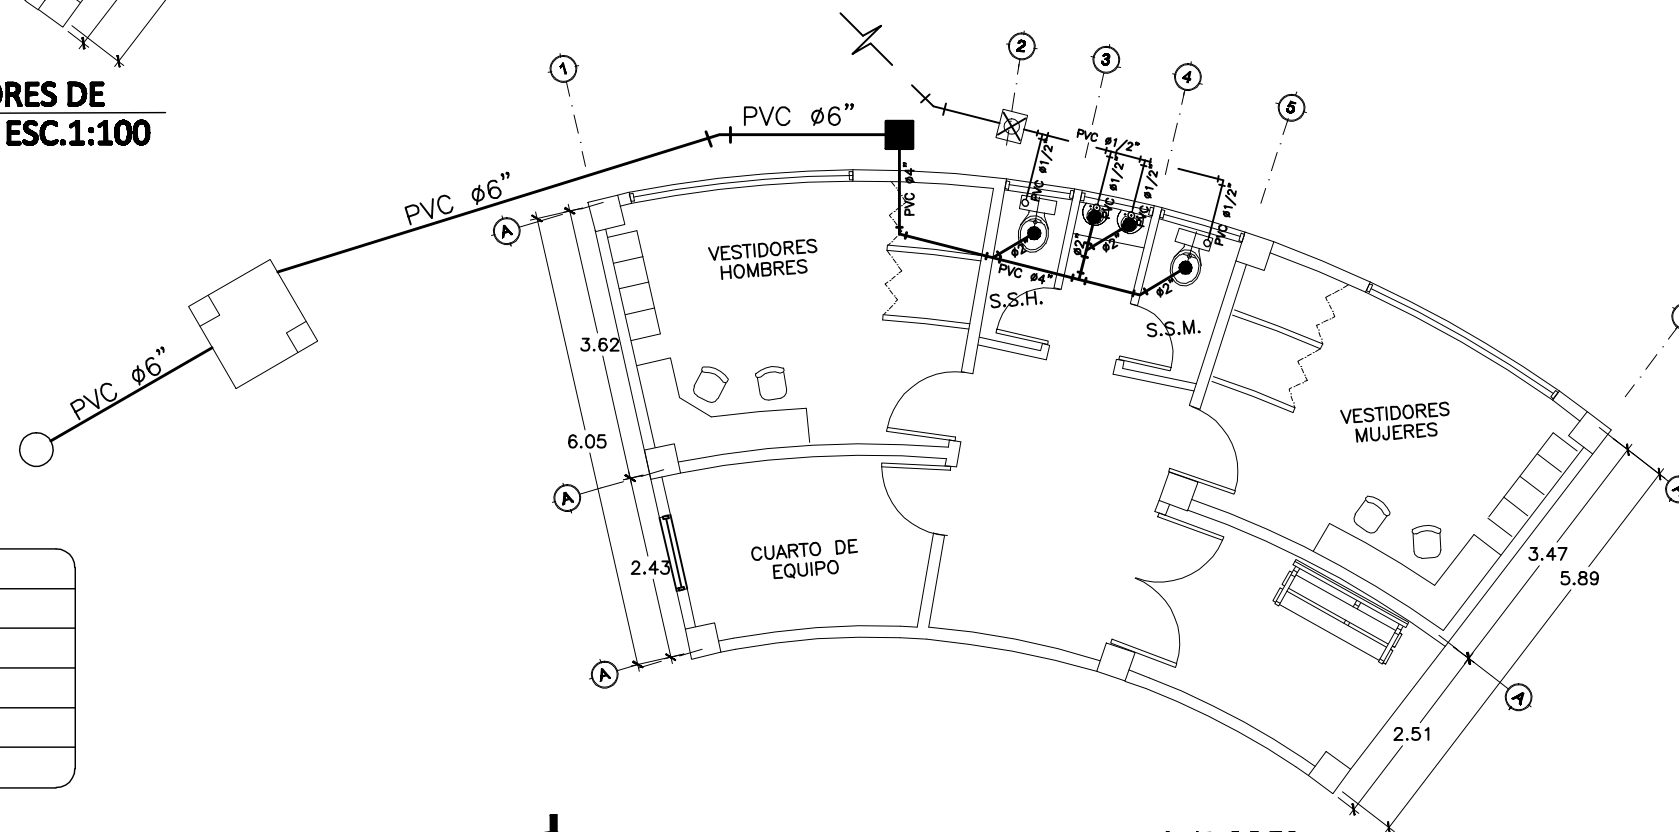 ORES DE
ESC.1:100
1
2
3
4
5
PVC ø6”
PVC ø6”
PVC ø6”
PVC ø4”
PVC ø1/2”
PVC ø1/2”
PVC ø1/2”
ø1/2”
PVC ø1/2”
ø2”
ø2”
ø2”
ø2”
PVC ø4”
A
A
A
A
A
VESTIDORES
HOMBRES
S.S.H.
S.S.M.
3.62
6.05
2.43
VESTIDORES
MUJERES
CUARTO DE
EQUIPO
3.47
5.89
2.51